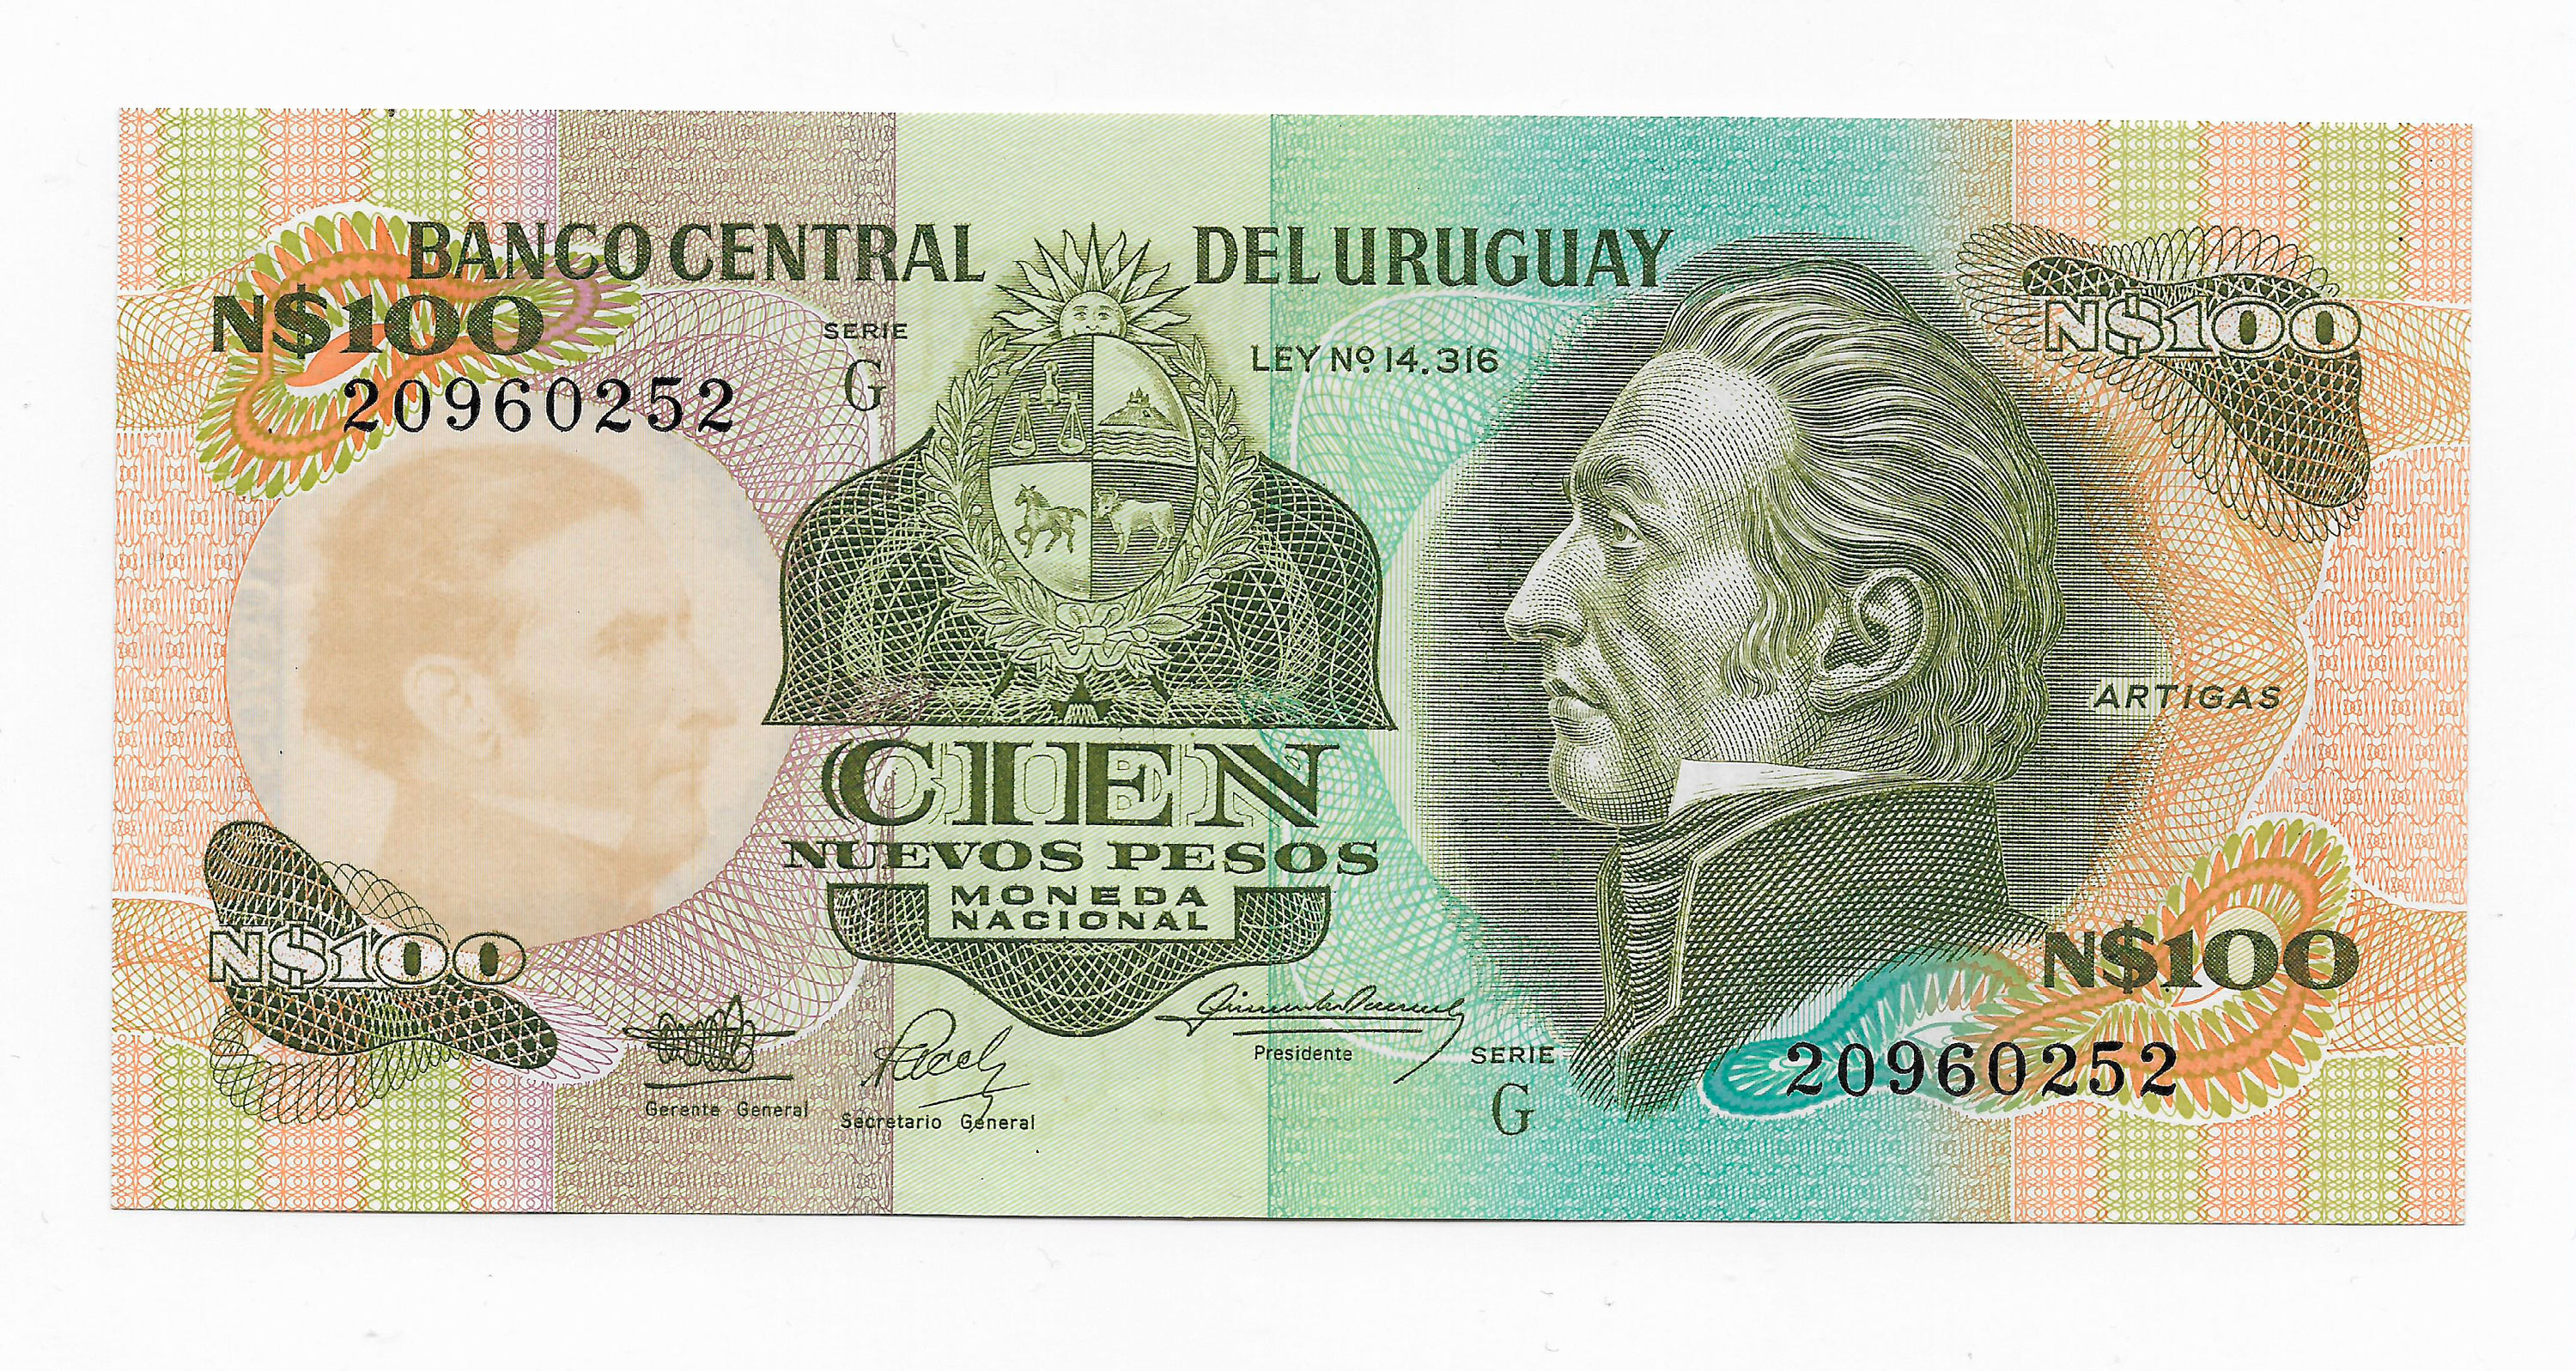 BANCO CENTRAL DEL URUGUAY
N$100
N$100
SERIE
G
LEY Nº 14.316
20960252
ARTIGAS
CIEN
NUEVOS PESOS
MONEDA
NACIONAL
N$100
N$100
Gerente General
Secretario General
Presidente
SERIE
G
20960252